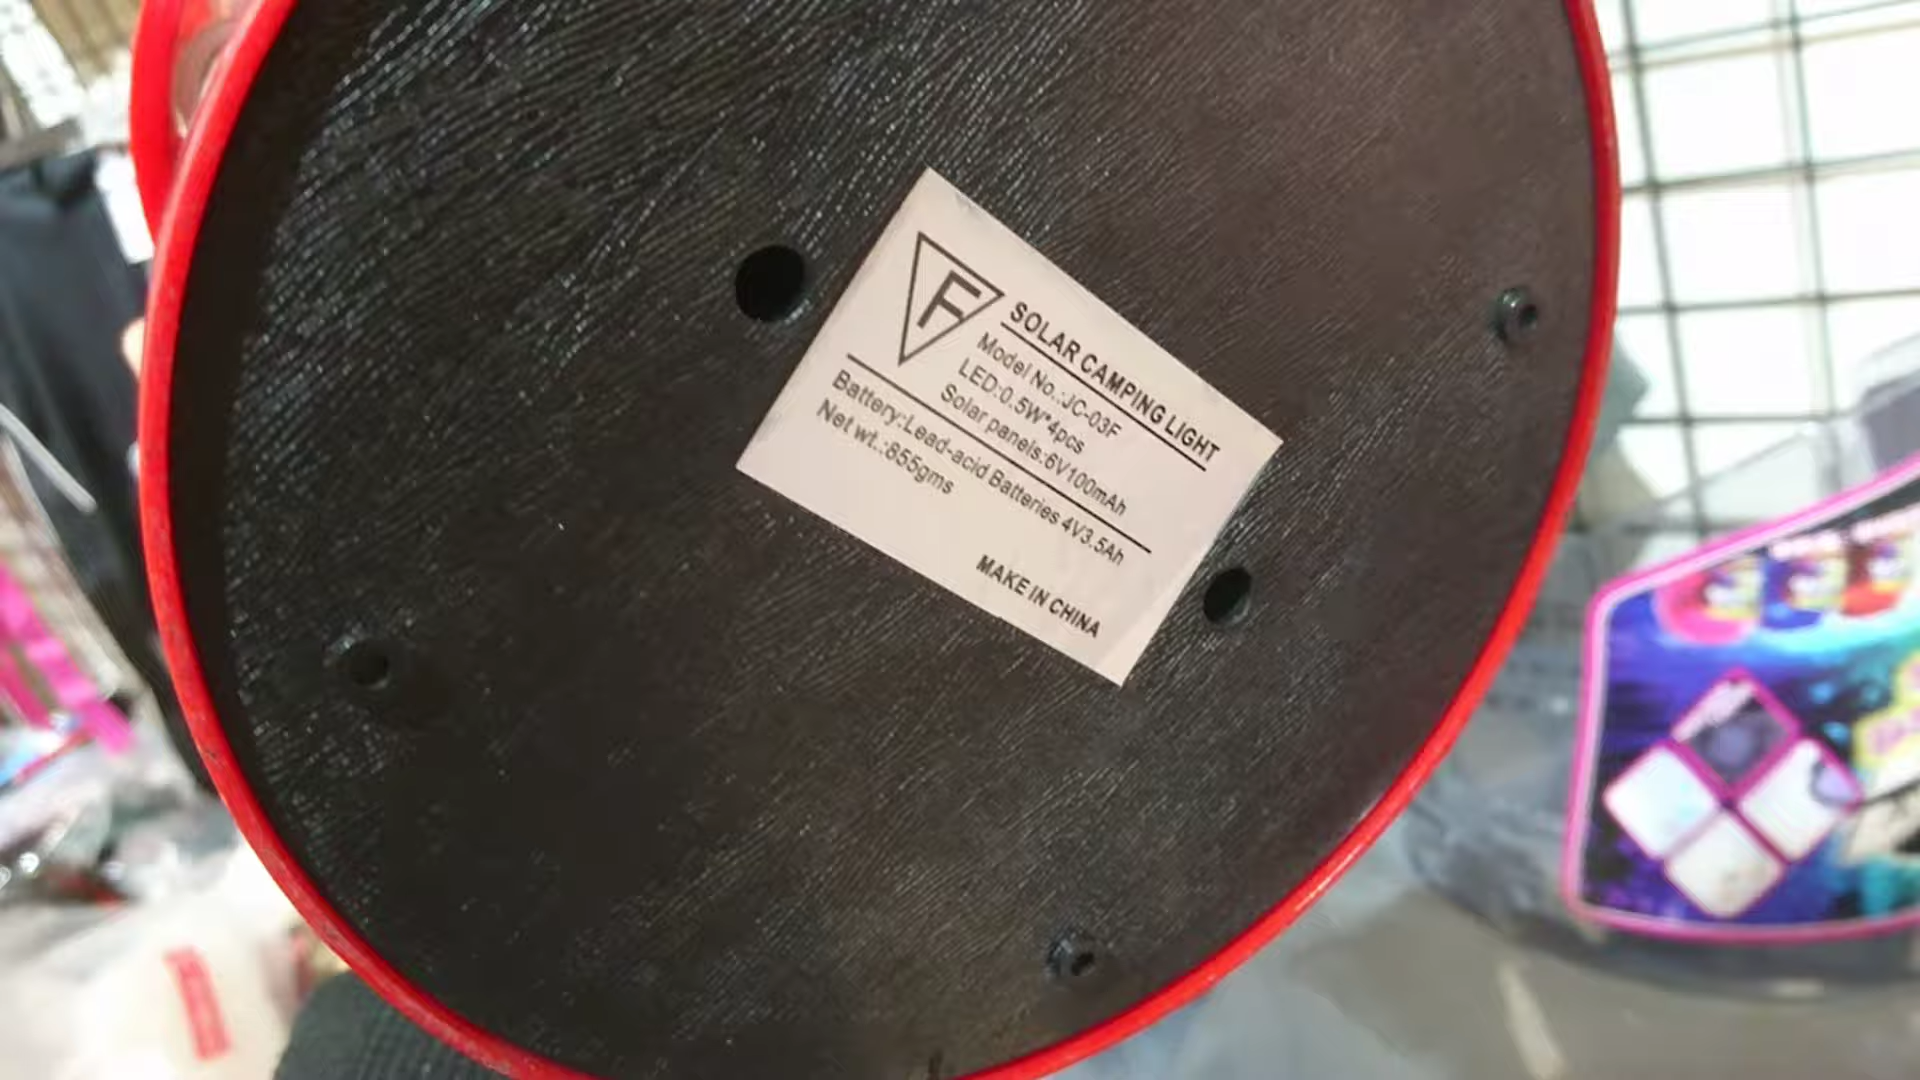 F
SOLAR CAMPING LIGHT
Model No.:JC-03F
LED:0.5W*4pcs
Solar panels:6V100mAh
Battery:Lead-acid Batteries 4V3.5Ah
Net wt.:855gms
MAKE IN CHINA